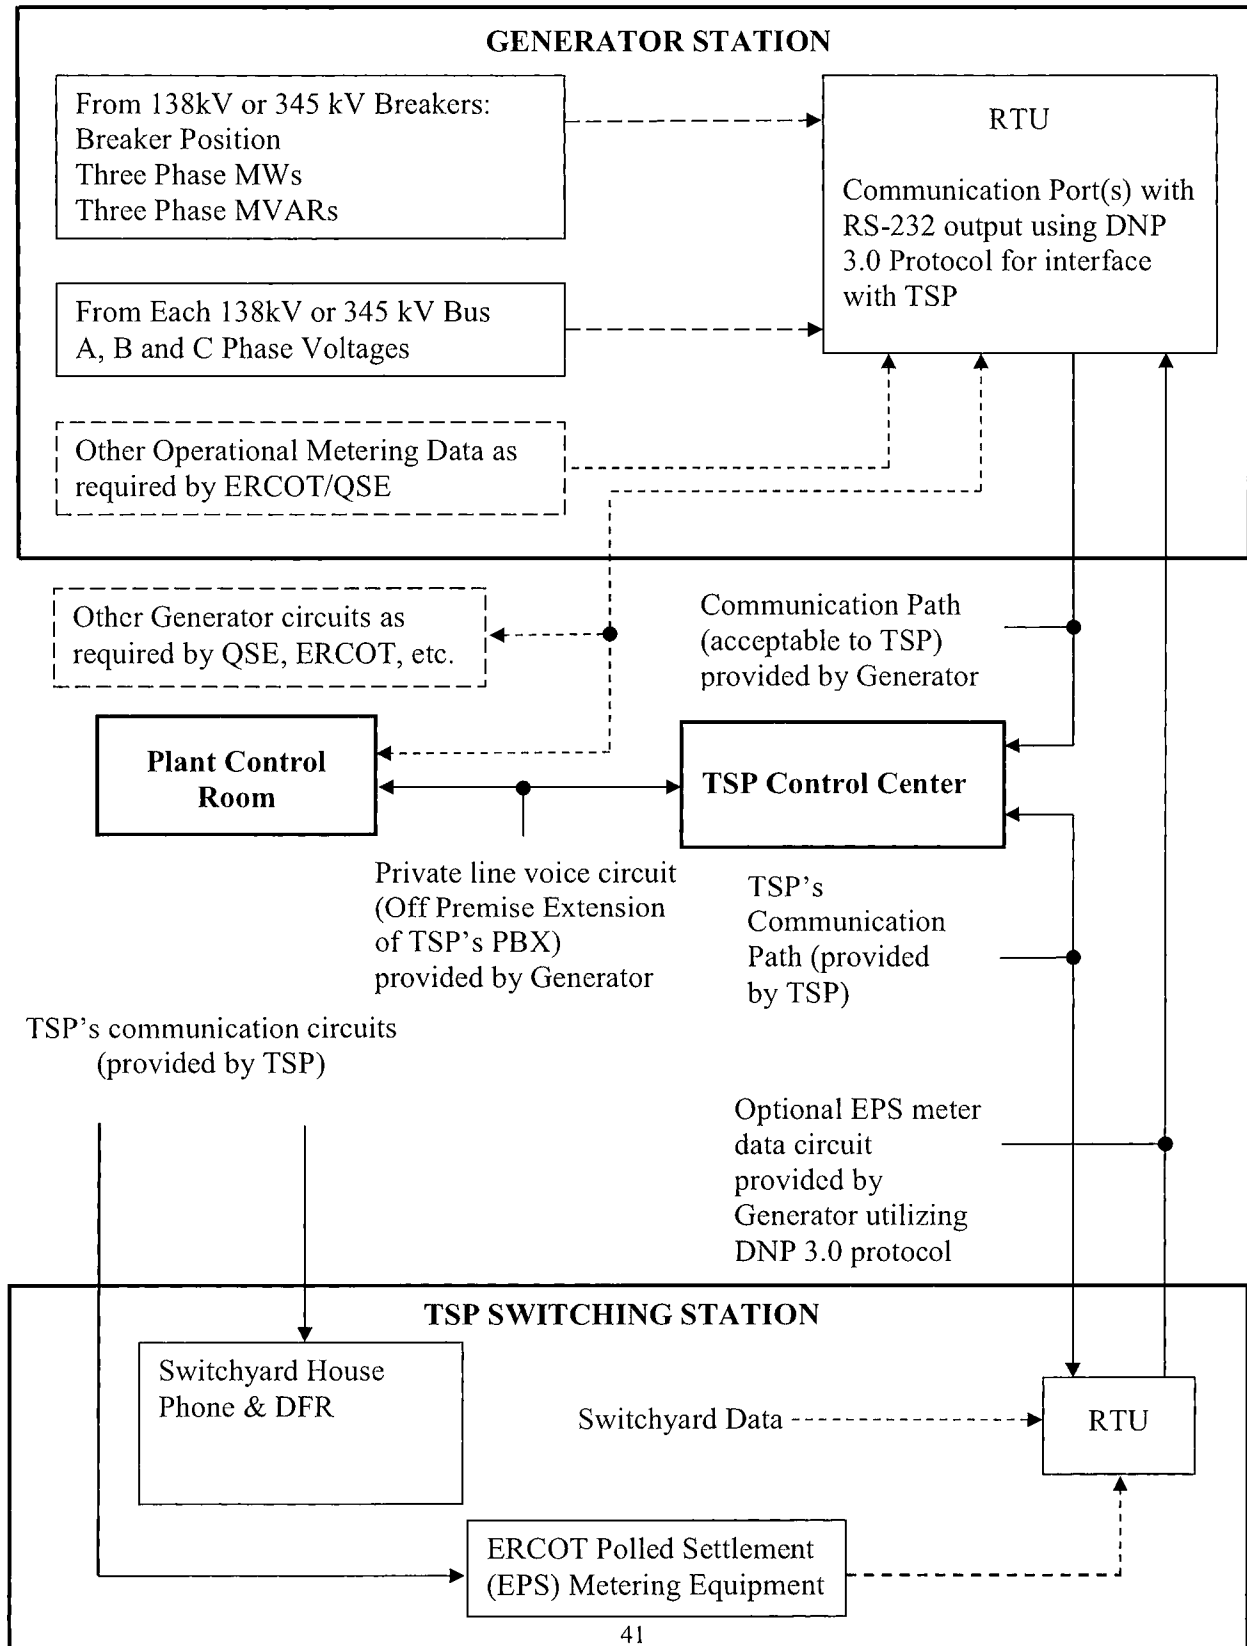 GENERATOR STATION
From 138kV or 345 kV Breakers:
Breaker Position
Three Phase MWs
Three Phase MVARs
RTU
Communication Port(s) with
RS-232 output using DNP
3.0 Protocol for interface
with TSP
From Each 138kV or 345 kV Bus
A, B and C Phase Voltages
Other Operational Metering Data as
required by ERCOT/QSE
Other Generator circuits as
required by QSE, ERCOT, etc.
Communication Path
(acceptable to TSP)
provided by Generator
Plant Control
Room
TSP Control Center
Private line voice circuit
(Off Premise Extension
of TSP's PBX)
provided by Generator
TSP's
Communication
Path (provided
by TSP)
TSP's communication circuits
(provided by TSP)
Optional EPS meter
data circuit
provided by
Generator utilizing
DNP 3.0 protocol
TSP SWITCHING STATION
Switchyard House
Phone & DFR
Switchyard Data
RTU
ERCOT Polled Settlement
(EPS) Metering Equipment
41